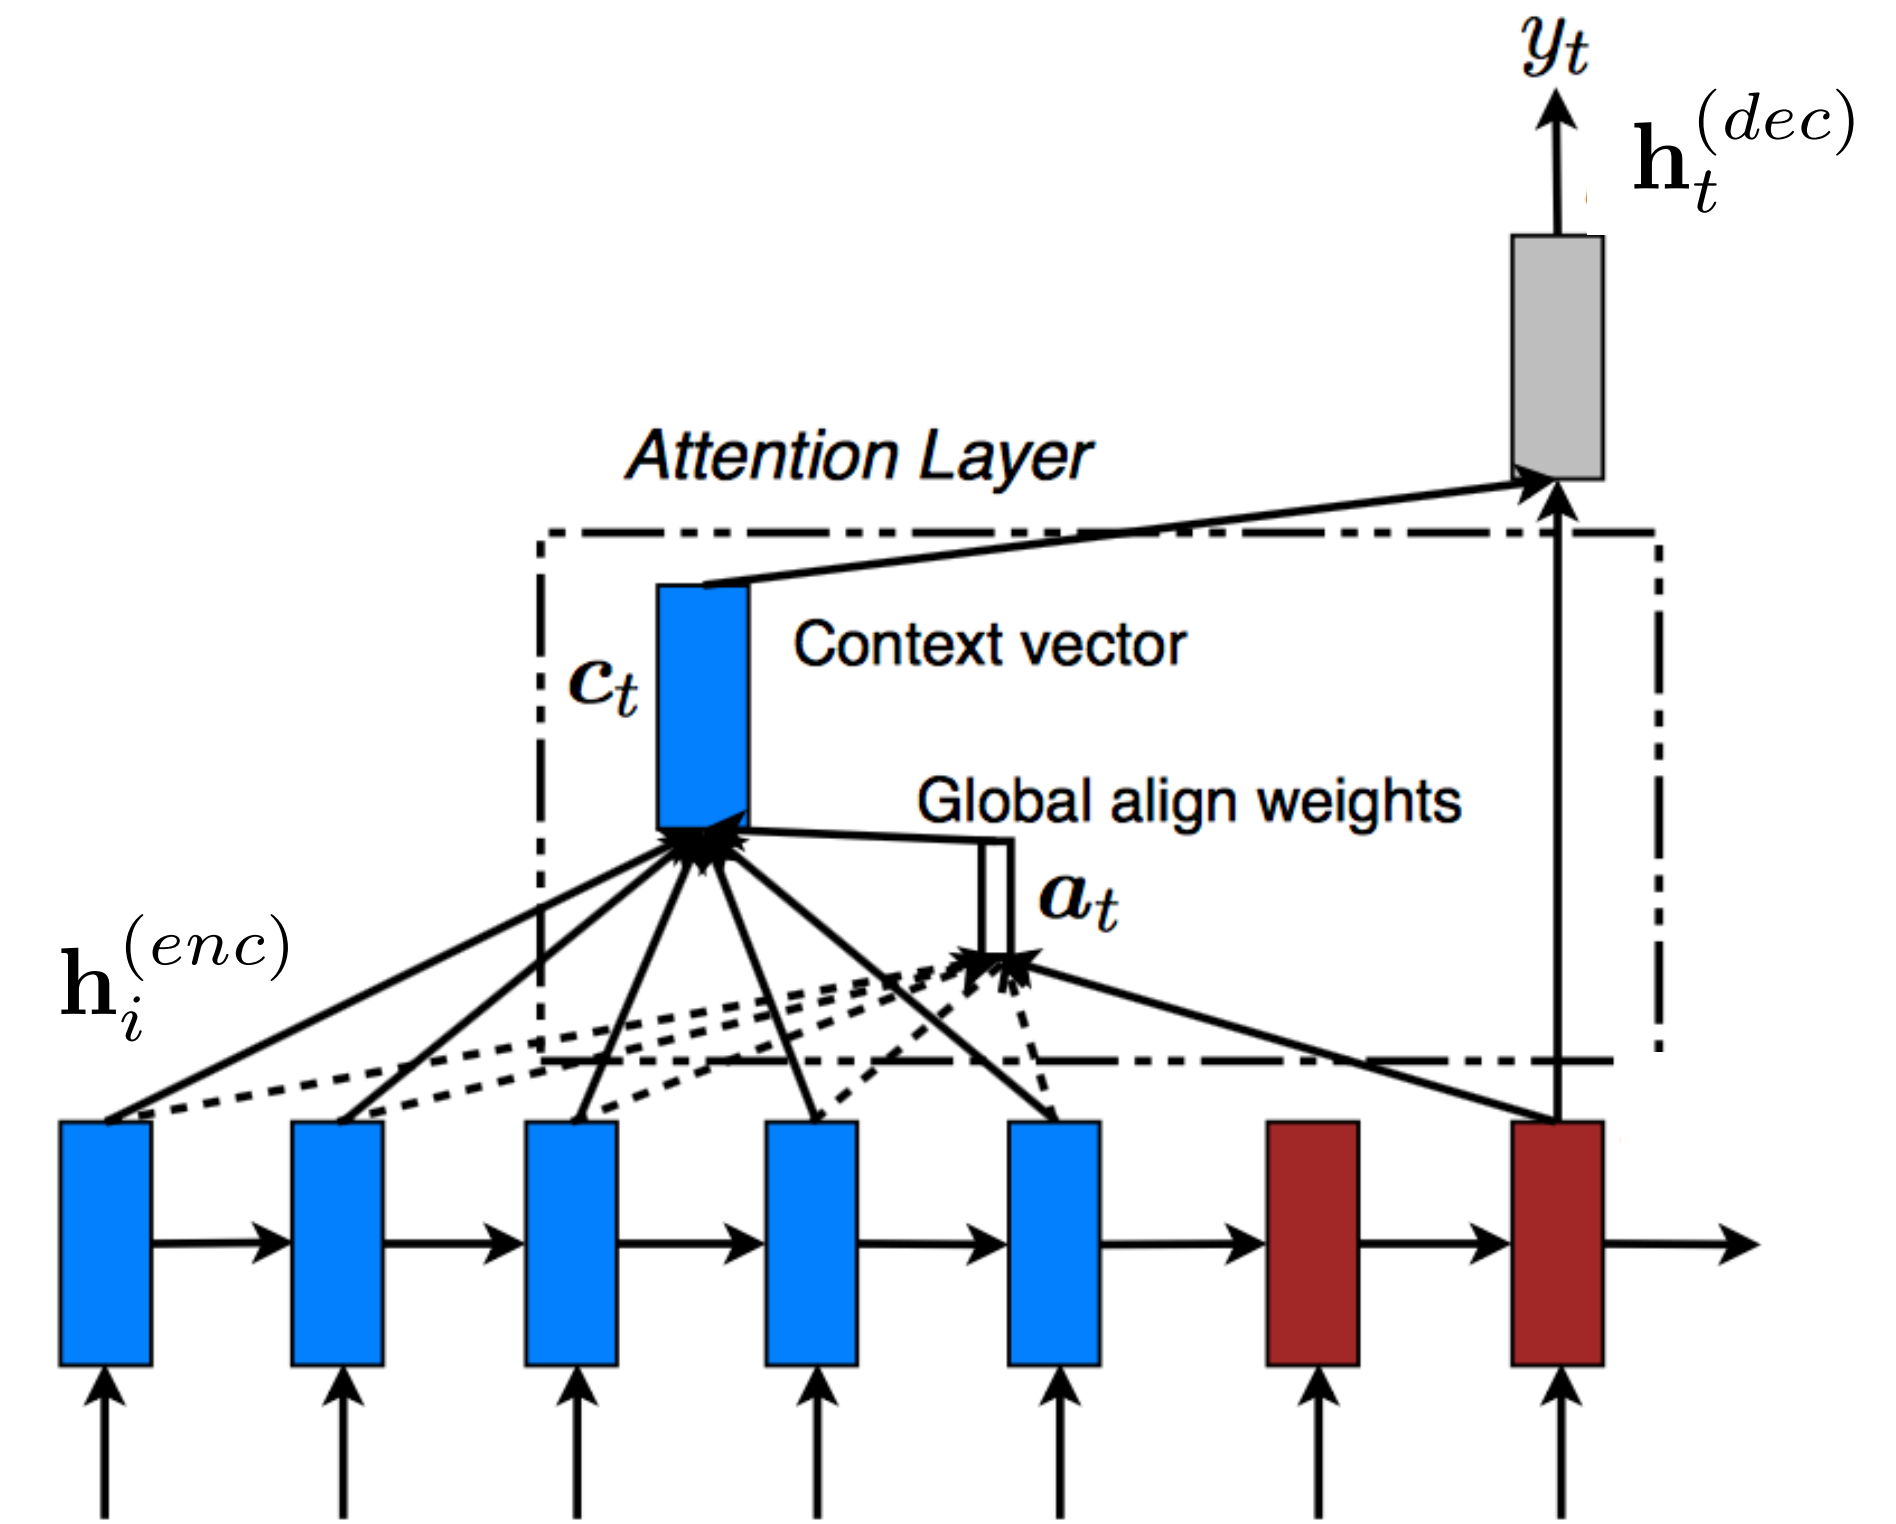 y_t
h_t^{(dec)}
Attention Layer
Context vector
c_t
Global align weights
a_t
h_i^{(enc)}